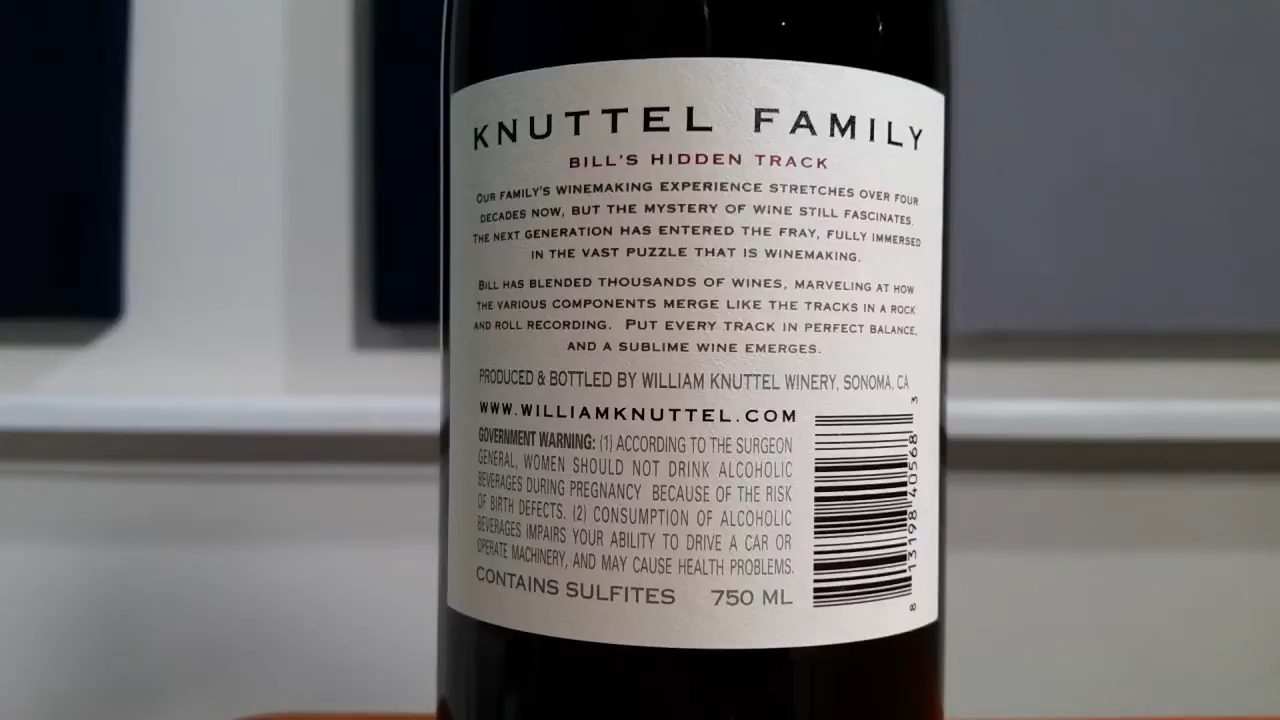 KNUTTEL FAMILY
BILL'S HIDDEN TRACK
OUR FAMILY'S WINEMAKING EXPERIENCE STRETCHES OVER FOUR
DECADES NOW, BUT THE MYSTERY OF WINE STILL FASCINATES.
THE NEXT GENERATION HAS ENTERED THE FRAY, FULLY IMMERSED
IN THE VAST PUZZLE THAT IS WINEMAKING.
BILL HAS BLENDED THOUSANDS OF WINES, MARVELING AT HOW
THE VARIOUS COMPONENTS MERGE LIKE THE TRACKS IN A ROCK
AND ROLL RECORDING. PUT EVERY TRACK IN PERFECT BALANCE,
AND A SUBLIME WINE EMERGES.
PRODUCED & BOTTLED BY WILLIAM KNUTTEL WINERY, SONOMA, CA
WWW.WILLIAMKNUTTEL.COM
GOVERNMENT WARNING: (1) ACCORDING TO THE SURGEON
GENERAL, WOMEN SHOULD NOT DRINK ALCOHOLIC
BEVERAGES DURING PREGNANCY BECAUSE OF THE RISK
OF BIRTH DEFECTS. (2) CONSUMPTION OF ALCOHOLIC
BEVERAGES IMPAIRS YOUR ABILITY TO DRIVE A CAR OR
OPERATE MACHINERY, AND MAY CAUSE HEALTH PROBLEMS.
CONTAINS SULFITES 750 ML
8 13198 40568 3